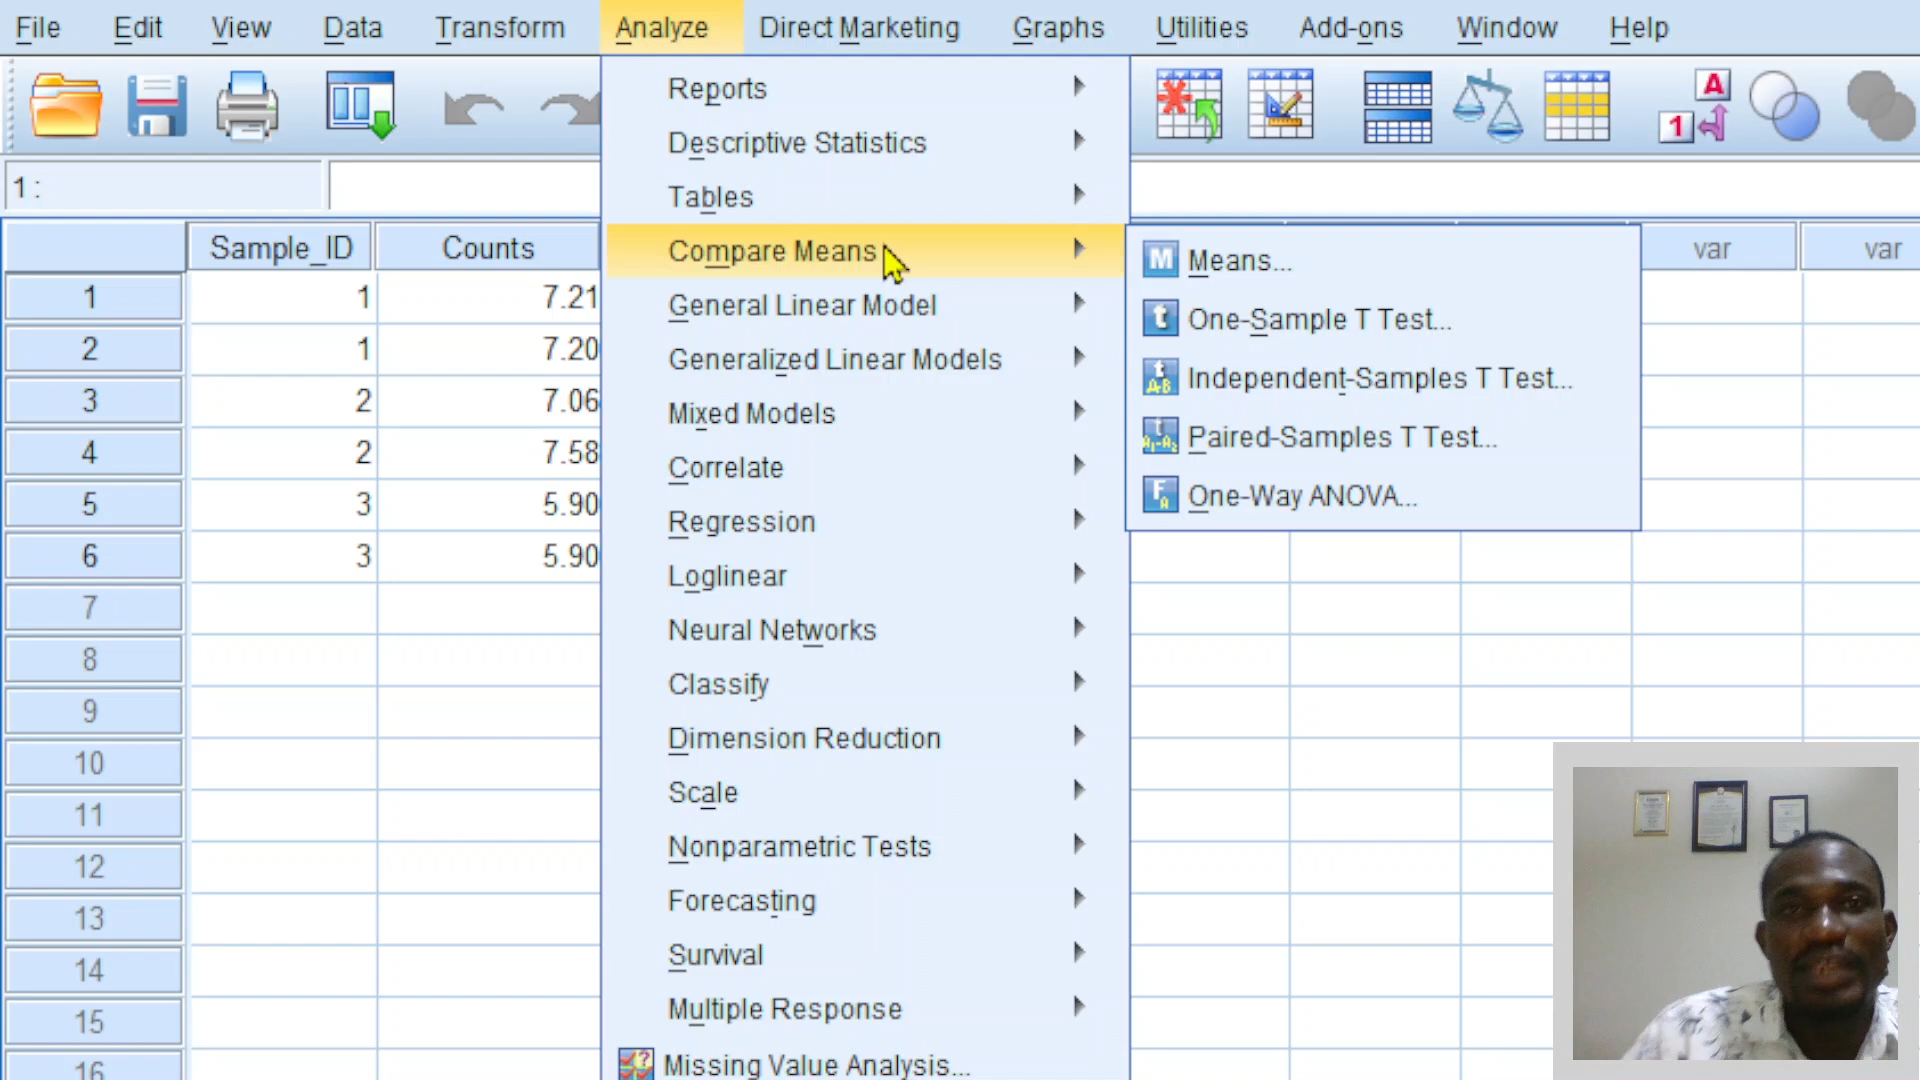 File Edit View Data Transform Analyze Direct Marketing Graphs Utilities Add-ons Window Help
1 :
Sample_ID Counts var var
1 1 7.21
2 1 7.20
3 2 7.06
4 2 7.58
5 3 5.90
6 3 5.90
7
8
9
10
11
12
13
14
15
16
Reports
Descriptive Statistics
Tables
Compare Means
General Linear Model
Generalized Linear Models
Mixed Models
Correlate
Regression
Loglinear
Neural Networks
Classify
Dimension Reduction
Scale
Nonparametric Tests
Forecasting
Survival
Multiple Response
Missing Value Analysis...
M Means...
t One-Sample T Test...
t A-B Independent-Samples T Test...
t A1-A2 Paired-Samples T Test...
F A One-Way ANOVA...
A
1